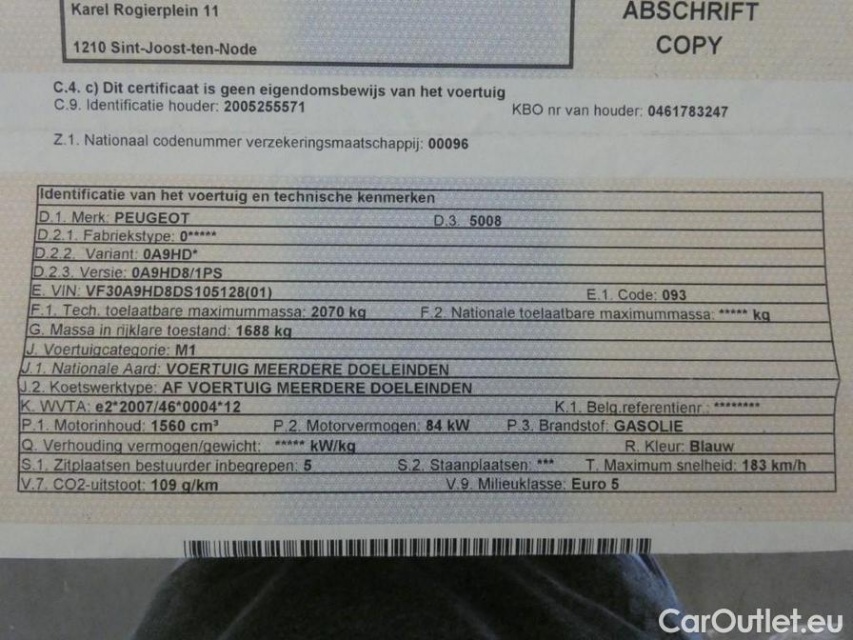 Karel Rogierplein 11
ABSCHRIFT
COPY
1210 Sint-Joost-ten-Node
C.4. c) Dit certificaat is geen eigendomsbewijs van het voertuig
C.9. Identificatie houder: 2005255571 KBO nr van houder: 0461783247
Z.1. Nationaal codenummer verzekeringsmaatschappij: 00096
Identificatie van het voertuig en technische kenmerken
D.1. Merk: PEUGEOT D.3. 5008
D.2.1. Fabriekstype: 0*****
D.2.2. Variant: 0A9HD*
D.2.3. Versie: 0A9HD8/1PS
E. VIN: VF30A9HD8DS105128(01) E.1. Code: 093
F.1. Tech. toelaatbare maximummassa: 2070 kg F.2. Nationale toelaatbare maximummassa: ***** kg
G. Massa in rijklare toestand: 1688 kg
J. Voertuigcategorie: M1
J.1. Nationale Aard: VOERTUIG MEERDERE DOELEINDEN
J.2. Koetswerktype: AF VOERTUIG MEERDERE DOELEINDEN
K. WVTA: e2*2007/46*0004*12 K.1. Belg.referentienr.: ********
P.1. Motorinhoud: 1560 cm³ P.2. Motorvermogen: 84 kW P.3. Brandstof: GASOLIE
Q. Verhouding vermogen/gewicht: ***** kW/kg R. Kleur: Blauw
S.1. Zitplaatsen bestuurder inbegrepen: 5 S.2. Staanplaatsen: *** T. Maximum snelheid: 183 km/h
V.7. CO2-uitstoot: 109 g/km V.9. Milieuklasse: Euro 5
CarOutlet.eu